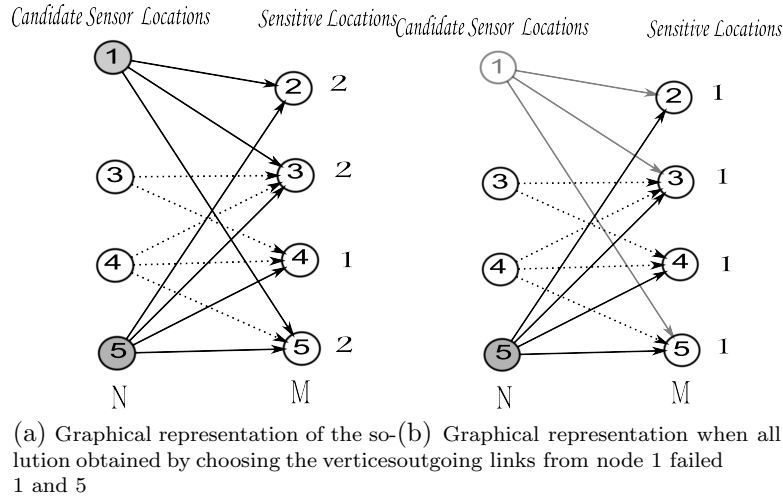 Candidate Sensor Locations Sensitive Locations Candidate Sensor Locations Sensitive Locations
1 2 2
3 3 2
4 4 1
5 5 2
N M
1 2 1
3 3 1
4 4 1
5 5 1
N M
(a) Graphical representation of the so-
lution obtained by choosing the vertices
1 and 5
(b) Graphical representation when all
outgoing links from node 1 failed